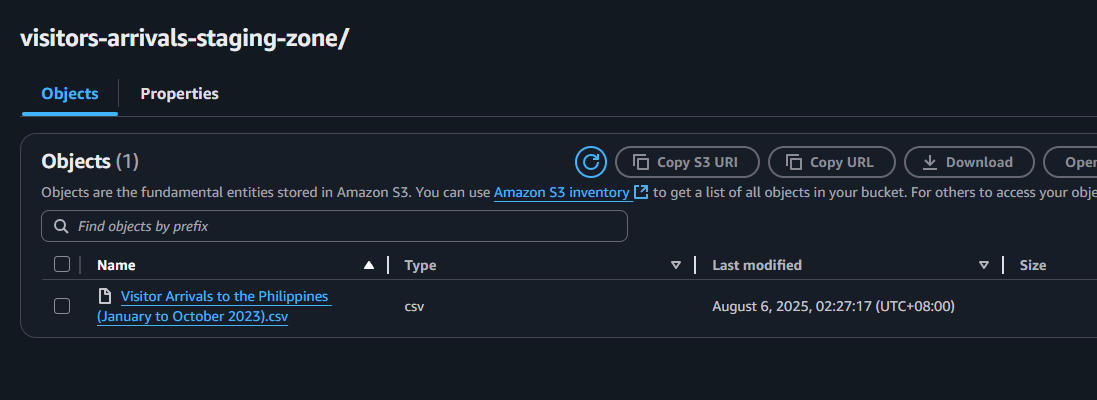 visitors-arrivals-staging-zone/
Objects
Properties
Objects (1)
Copy S3 URI
Copy URL
Download
Open
Objects are the fundamental entities stored in Amazon S3. You can use Amazon S3 inventory to get a list of all objects in your bucket. For others to access your obje
Find objects by prefix
Name
Type
Last modified
Size
Visitor Arrivals to the Philippines
(January to October 2023).csv
csv
August 6, 2025, 02:27:17 (UTC+08:00)